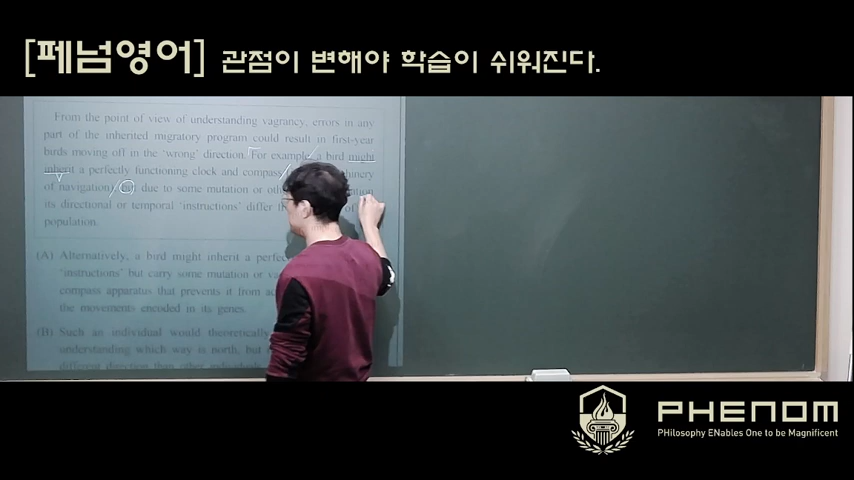 [페넘영어] 관점이 변해야 학습이 쉬워진다.
From the point of view of understanding vagrancy, errors in any
part of the inherited migratory program could result in first-year
birds moving off in the 'wrong' direction. For example, a bird might
inherit a perfectly functioning clock and compass
of navigation) but due to some mutation or
its directional or temporal 'instructions' differ of
population.
(A) Alternatively, a bird might inherit a
'instructions' but carry some mutation or
compass apparatus that prevents it from
the movements encoded in its genes.
(B) Such an individual would theoretically
understanding which way is north, but
different direction than other individuals
PHENOM
PHilosophy ENables One to be Magnificent